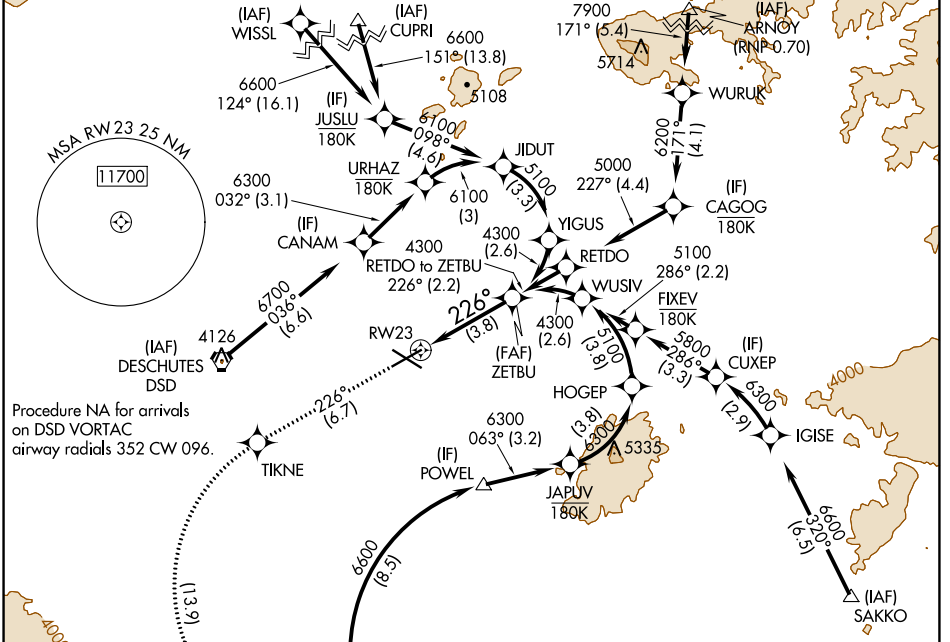 (IAF)
WISSL
(IAF)
CUPRI
6600
151° (13.8)
6600
124° (16.1)
5108
7900
171° (5.4)
5714
(IAF)
ARNOY
(RNP 0.70)
WURUK
6200
171°
(4.1)
(IF)
JUSLU
180K
6100
098°
(4.6)
JIDUT
5100
(3.3)
MSA RW23 25 NM
11700
6300
032° (3.1)
URHAZ
180K
6100
(3)
5000
227° (4.4)
(IF)
CAGOG
180K
(IF)
CANAM
YIGUS
4300
(2.6)
RETDO
4300
RETDO to ZETBU
226° (2.2)
5100
286° (2.2)
WUSIV
FIXEV
180K
6700
036°
(6.6)
226°
(3.8)
RW23
(FAF)
ZETBU
4300
(2.6)
5100
(3.8)
5800
286°
(3.3)
(IF)
CUXEP
4126
(IAF)
DESCHUTES
DSD
HOGEP
6300
(2.9)
IGISE
4000
Procedure NA for arrivals
on DSD VORTAC
airway radials 352 CW 096.
226°
(6.7)
TIKNE
6300
063° (3.2)
(IF)
POWEL
6300
(3.8)
5335
JAPUV
180K
6600
(8.5)
6600
320°
(6.5)
(IAF)
SAKKO
(13.9)
4000